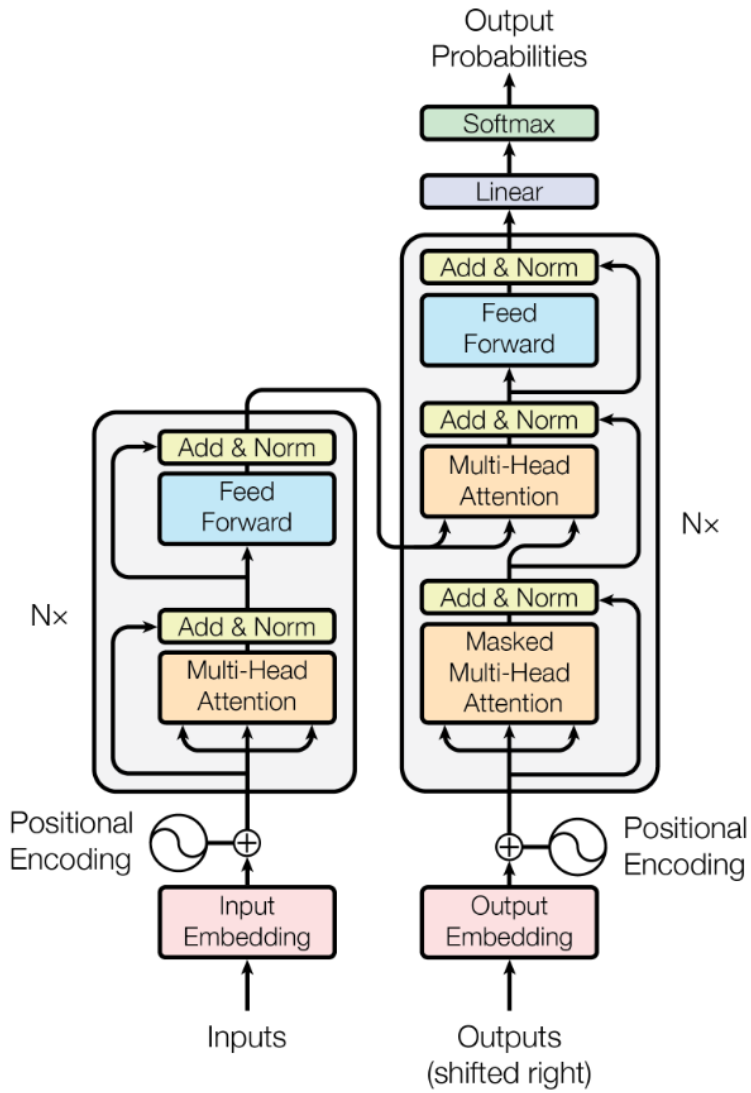 Output
Probabilities
Softmax
Linear
Add & Norm
Feed
Forward
Add & Norm
Multi-Head
Attention
Nx
Add & Norm
Masked
Multi-Head
Attention
Add & Norm
Feed
Forward
Nx
Add & Norm
Multi-Head
Attention
Positional
Encoding
Positional
Encoding
Input
Embedding
Output
Embedding
Inputs
Outputs
(shifted right)